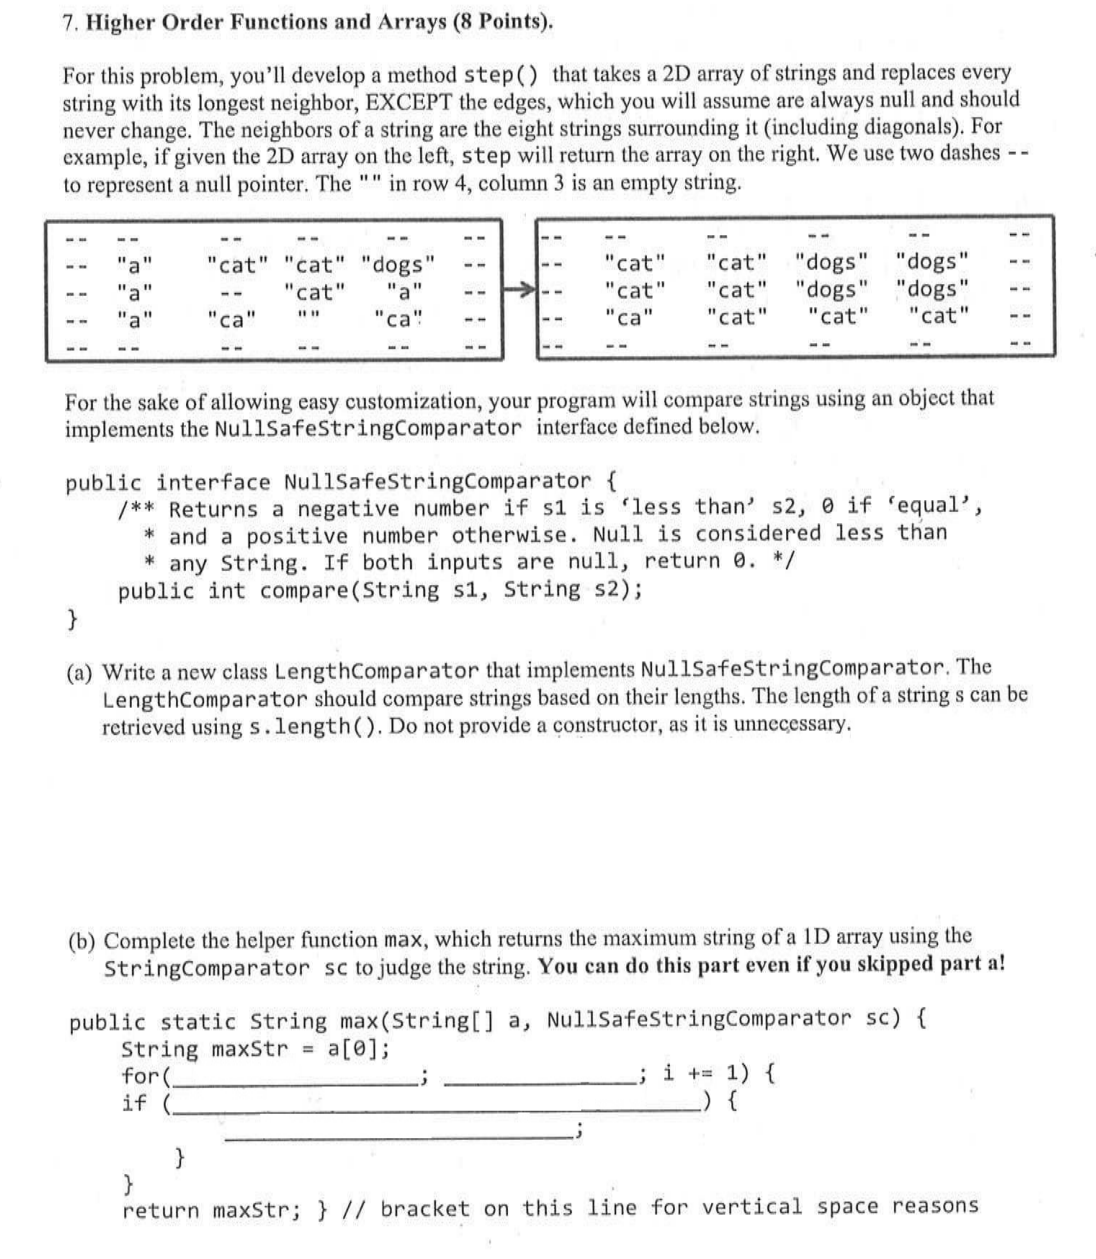 7. Higher Order Functions and Arrays (8 Points).
For this problem, you'll develop a method step() that takes a 2D array of strings and replaces every
string with its longest neighbor, EXCEPT the edges, which you will assume are always null and should
never change. The neighbors of a string are the eight strings surrounding it (including diagonals). For
example, if given the 2D array on the left, step will return the array on the right. We use two dashes --
to represent a null pointer. The "" in row 4, column 3 is an empty string.
-- -- -- -- -- --
-- "a" "cat" "cat" "dogs" --
-- "a" -- "cat" "a" --
-- "a" "ca" "" "ca" --
-- -- -- -- -- --
-- -- -- -- -- --
-- "cat" "cat" "dogs" "dogs" --
-- "cat" "cat" "dogs" "dogs" --
-- "ca" "cat" "cat" "cat" --
-- -- -- -- -- --
For the sake of allowing easy customization, your program will compare strings using an object that
implements the NullSafeStringComparator interface defined below.
public interface NullSafeStringComparator {
/** Returns a negative number if s1 is ‘less than’ s2, 0 if ‘equal’,
* and a positive number otherwise. Null is considered less than
* any String. If both inputs are null, return 0. */
public int compare(String s1, String s2);
}
(a) Write a new class LengthComparator that implements NullSafeStringComparator. The
LengthComparator should compare strings based on their lengths. The length of a string s can be
retrieved using s.length(). Do not provide a constructor, as it is unnecessary.
(b) Complete the helper function max, which returns the maximum string of a 1D array using the
StringComparator sc to judge the string. You can do this part even if you skipped part a!
public static String max(String[] a, NullSafeStringComparator sc) {
String maxStr = a[0];
for(____________________; ________________; i += 1) {
if (____________________________________________) {
____________________________;
}
}
return maxStr; } // bracket on this line for vertical space reasons